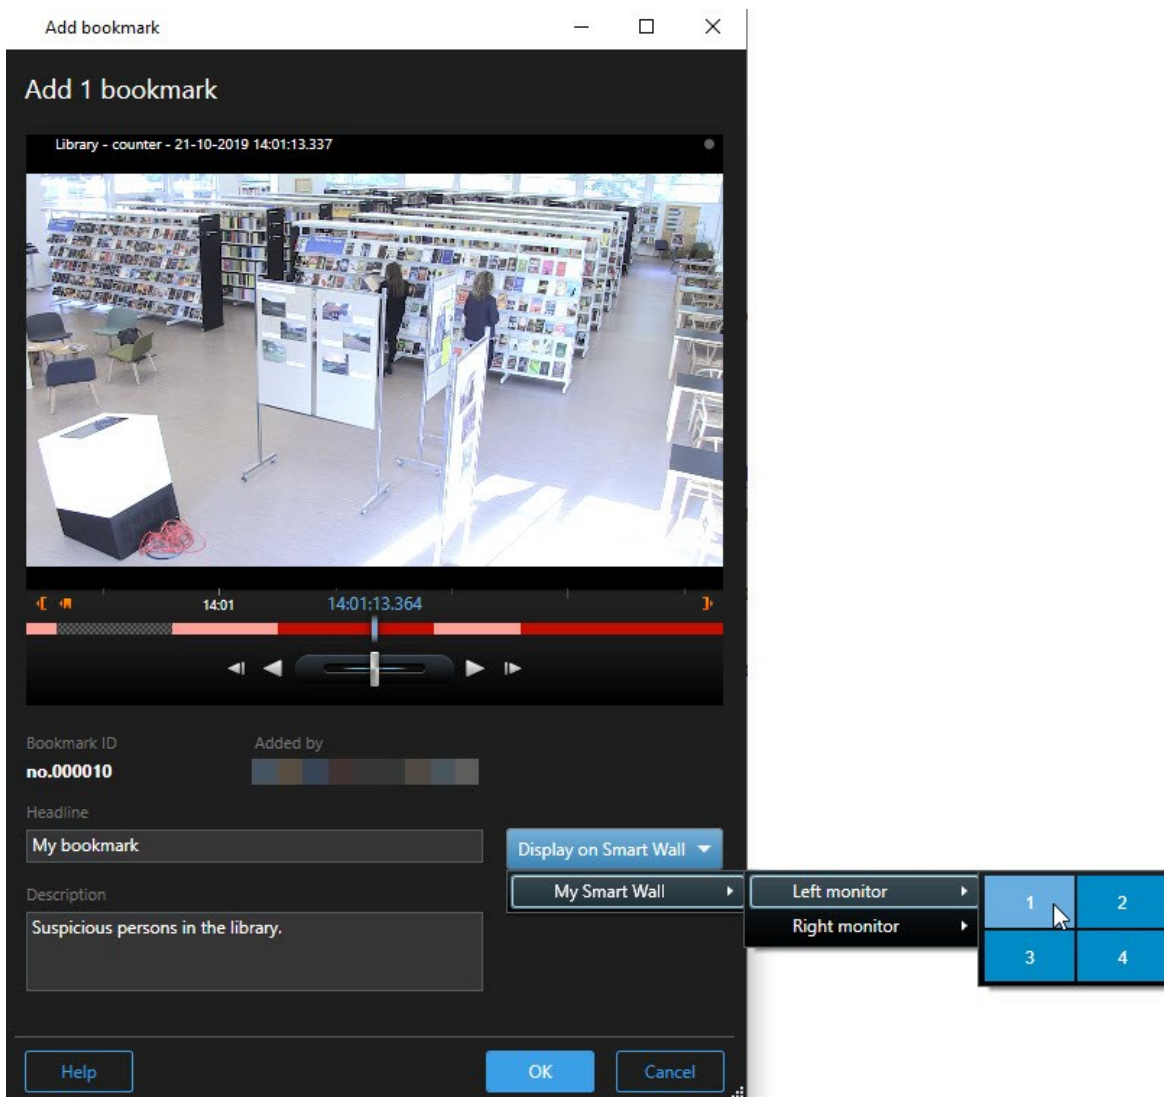 Add bookmark
Add 1 bookmark
Library - counter - 21-10-2019 14:01:13.337
14:01
14:01:13.364
Bookmark ID
Added by
no.000010
Headline
My bookmark
Display on Smart Wall
My Smart Wall
Left monitor
Right monitor
1
2
3
4
Description
Suspicious persons in the library.
Help
OK
Cancel